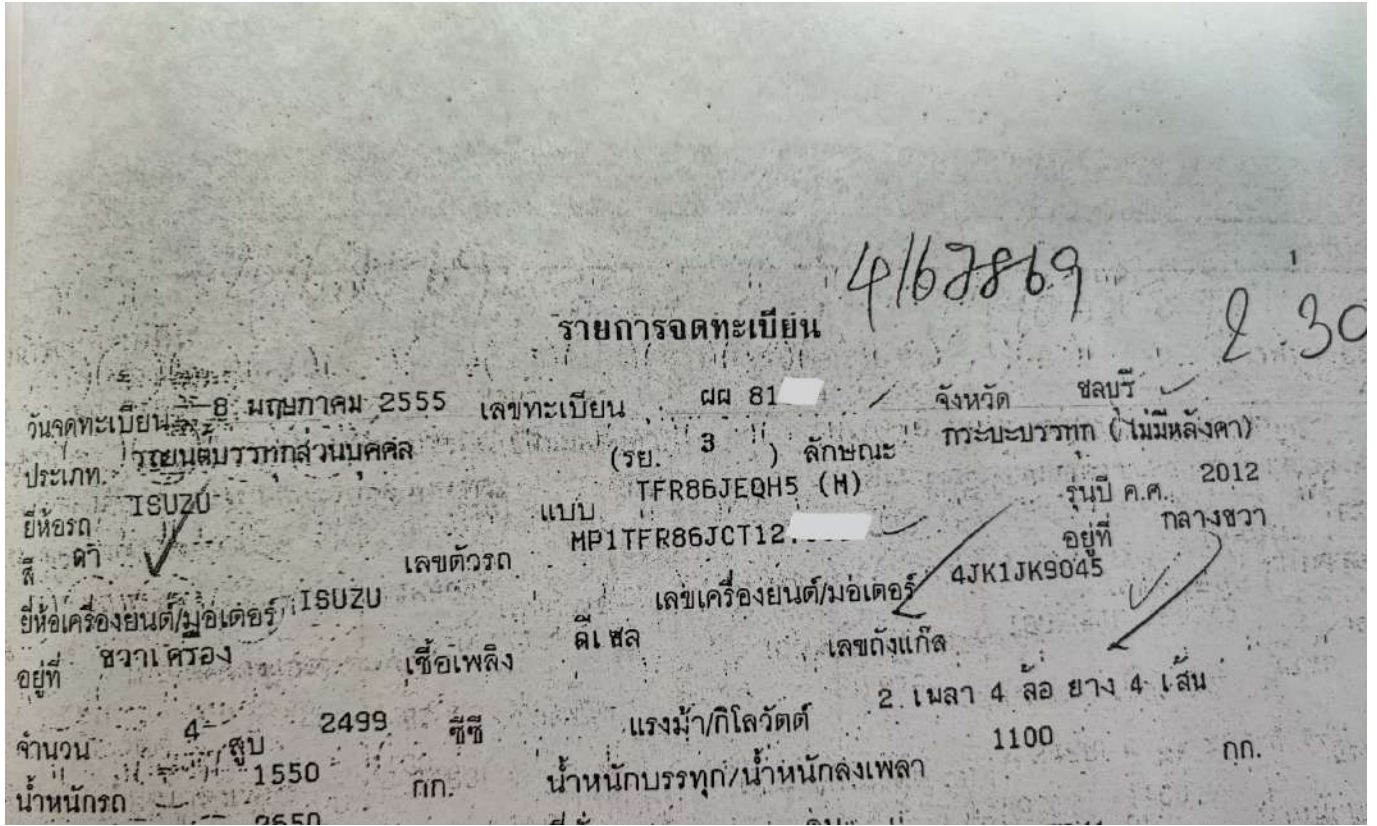 4167869
2.30
รายการจดทะเบียน
วันจดทะเบียน 8 พฤษภาคม 2555 เลขทะเบียน ผผ 81 จังหวัด ชลบุรี
ประเภท รถยนต์บรรทุกส่วนบุคคล (รย. 3 ) ลักษณะ กระบะบรรทุก (ไม่มีหลังคา)
ยี่ห้อรถ ISUZU แบบ TFR86JEQH5 (M) รุ่นปี ค.ศ. 2012
สี ดำ เลขตัวรถ MP1TFR86JCT12 อยู่ที่ กลางขวา
ยี่ห้อเครื่องยนต์/มอเตอร์ ISUZU เลขเครื่องยนต์/มอเตอร์ 4JK1JK9045
อยู่ที่ ขวาเครื่อง เชื้อเพลิง ดีเซล เลขถังแก๊ส
จำนวน 4 สูบ 2499 ซีซี แรงม้า/กิโลวัตต์ 2 เพลา 4 ล้อ ยาง 4 เส้น
น้ำหนักรถ 1550 กก. น้ำหนักบรรทุก/น้ำหนักลงเพลา 1100 กก.
2650